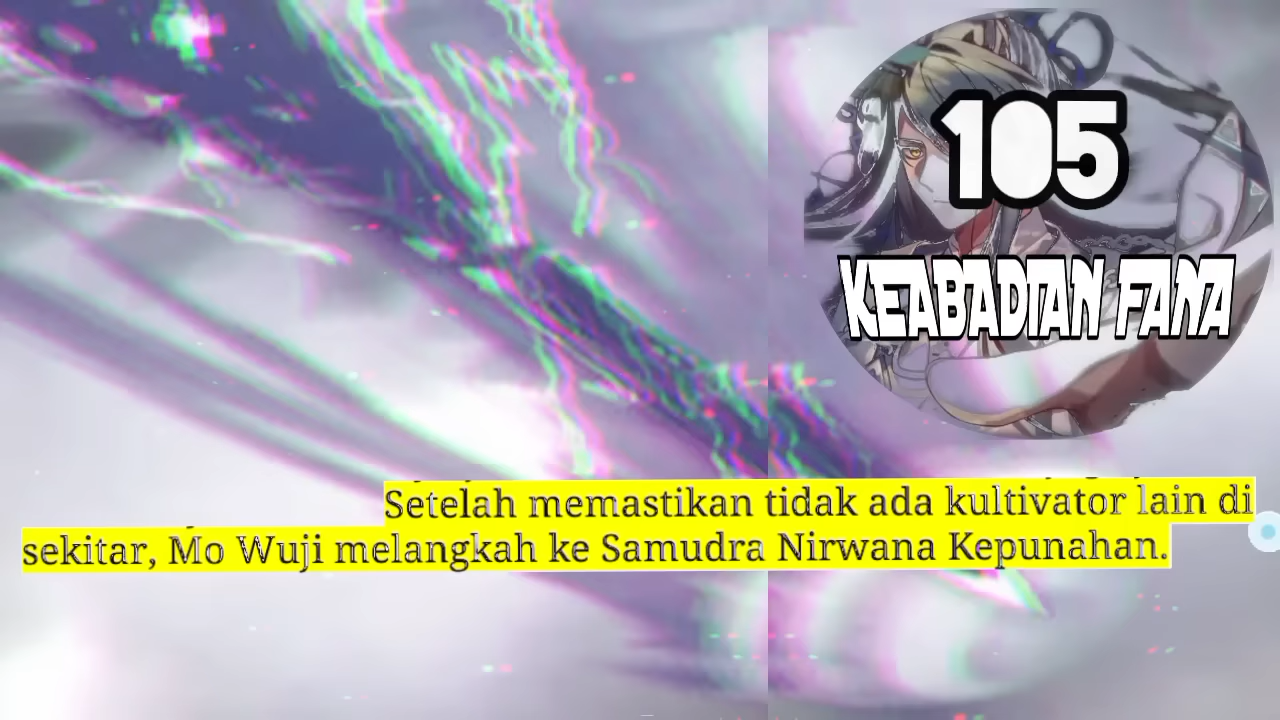 105
KEABADIAN FANA
Setelah memastikan tidak ada kultivator lain di
sekitar, Mo Wuji melangkah ke Samudra Nirwana Kepunahan.